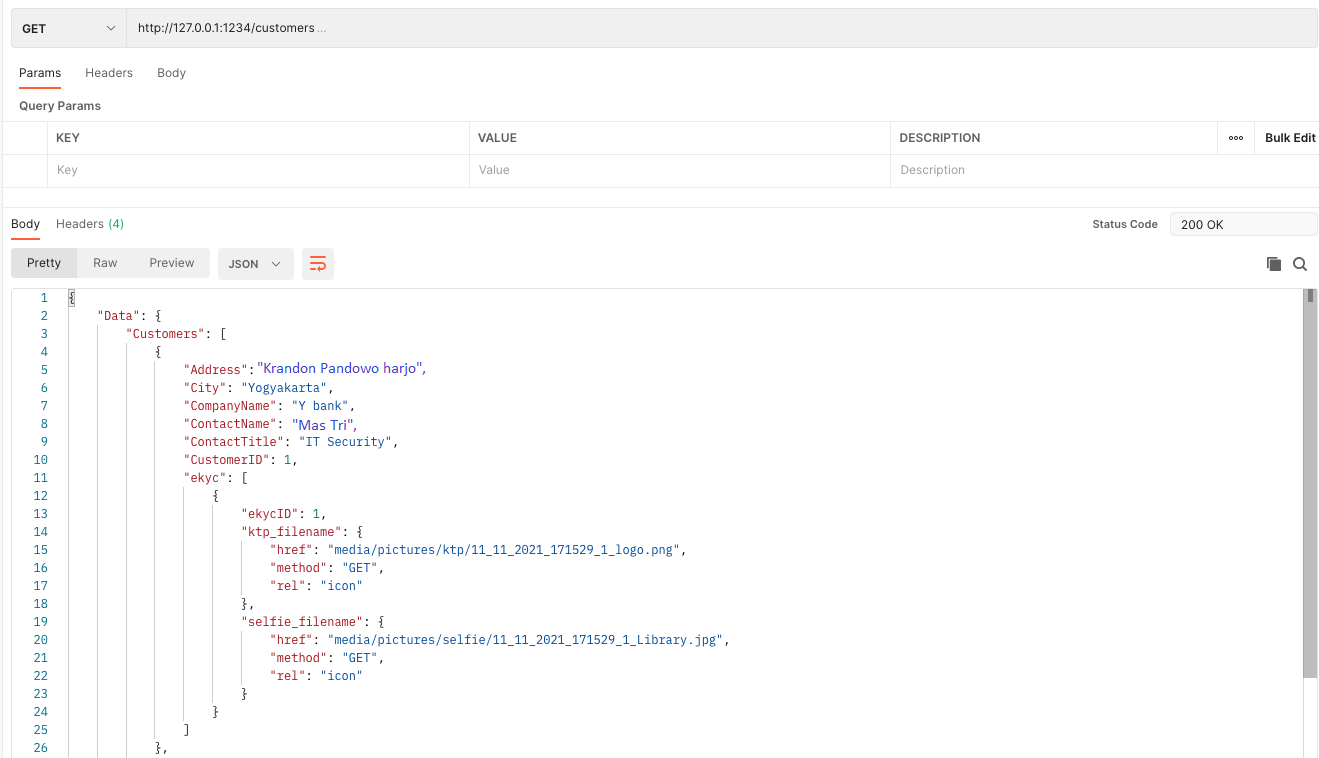 GET http://127.0.0.1:1234/customers ...
Params Headers Body
Query Params
KEY VALUE DESCRIPTION ooo Bulk Edit
Key Value Description
Body Headers (4) Status Code 200 OK
Pretty Raw Preview JSON
1 {
2 "Data": {
3 "Customers": [
4 {
5 "Address":"Krandon Pandowo harjo",
6 "City": "Yogyakarta",
7 "CompanyName": "Y bank",
8 "ContactName": "Mas Tri",
9 "ContactTitle": "IT Security",
10 "CustomerID": 1,
11 "ekyc": [
12 {
13 "ekycID": 1,
14 "ktp_filename": {
15 "href": "media/pictures/ktp/11_11_2021_171529_1_logo.png",
16 "method": "GET",
17 "rel": "icon"
18 },
19 "selfie_filename": {
20 "href": "media/pictures/selfie/11_11_2021_171529_1_Library.jpg",
21 "method": "GET",
22 "rel": "icon"
23 }
24 }
25 ]
26 },